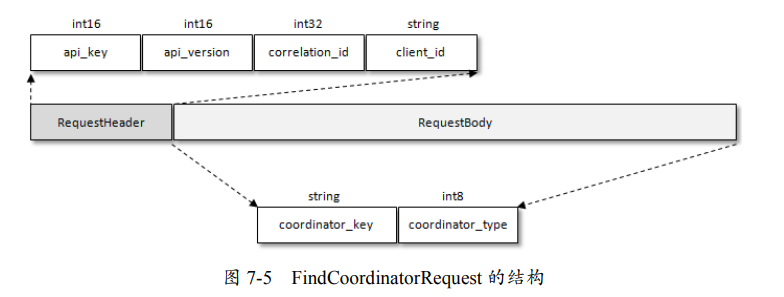 int16 int16 int32 string
api_key api_version correlation_id client_id
RequestHeader RequestBody
string int8
coordinator_key coordinator_type
图 7-5 FindCoordinatorRequest 的结构